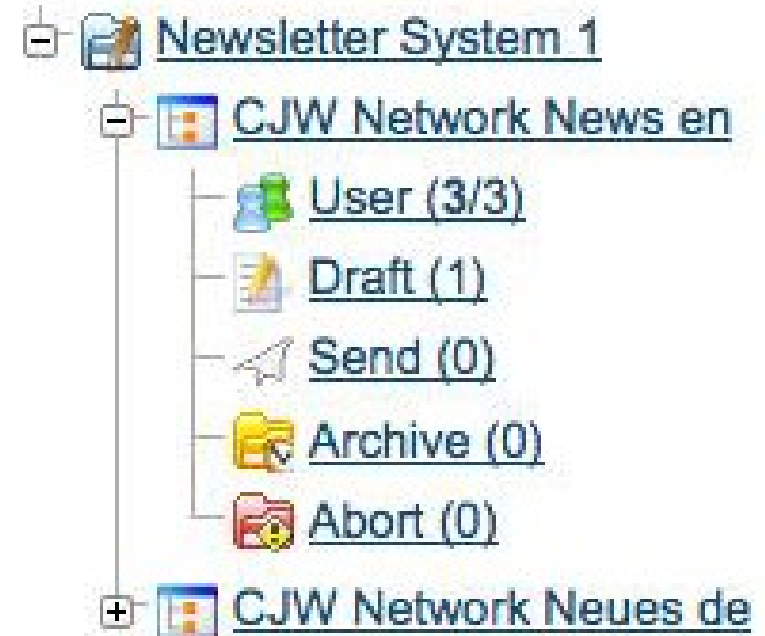 Newsletter System 1
CJW Network News en
User (3/3)
Draft (1)
Send (0)
Archive (0)
Abort (0)
CJW Network Neues de